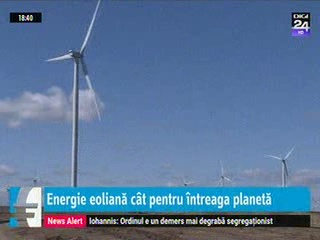 18:40
DIGI
24
HD
Energie eoliană cât pentru întreaga planetă
News Alert Iohannis: Ordinul e un demers mai degrabă segregaționist